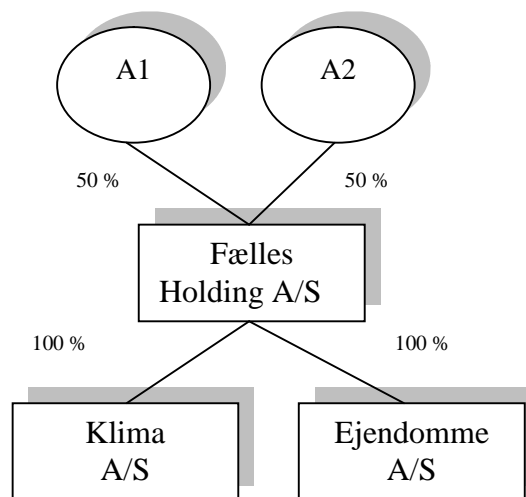 A1
A2
50 %
50 %
Fælles
Holding A/S
100 %
100 %
Klima
A/S
Ejendomme
A/S